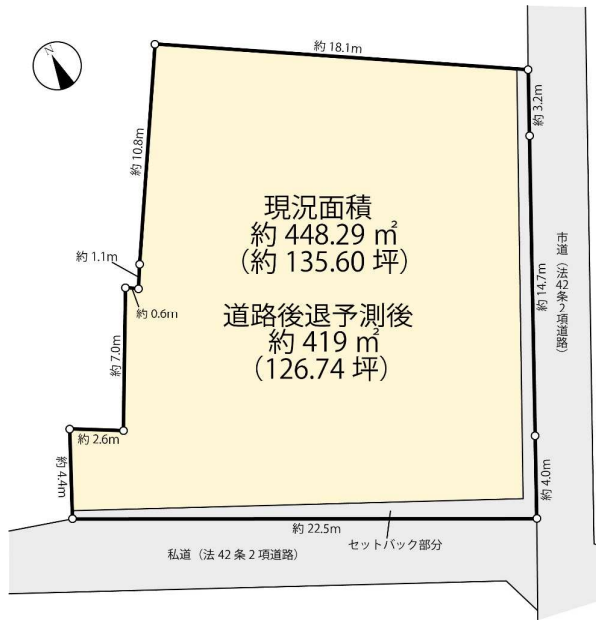 N
約 18.1m
約 3.2m
約 10.8m
現況面積
約 448.29 ㎡
（約 135.60 坪）
約 1.1m
約 0.6m
道路後退予測後
約 419 ㎡
（126.74 坪）
約 14.7m
市道（法42条2項道路）
約 7.0m
約 2.6m
約 4.4m
約 4.0m
約 22.5m
セットバック部分
私道（法 42 条 2 項道路）